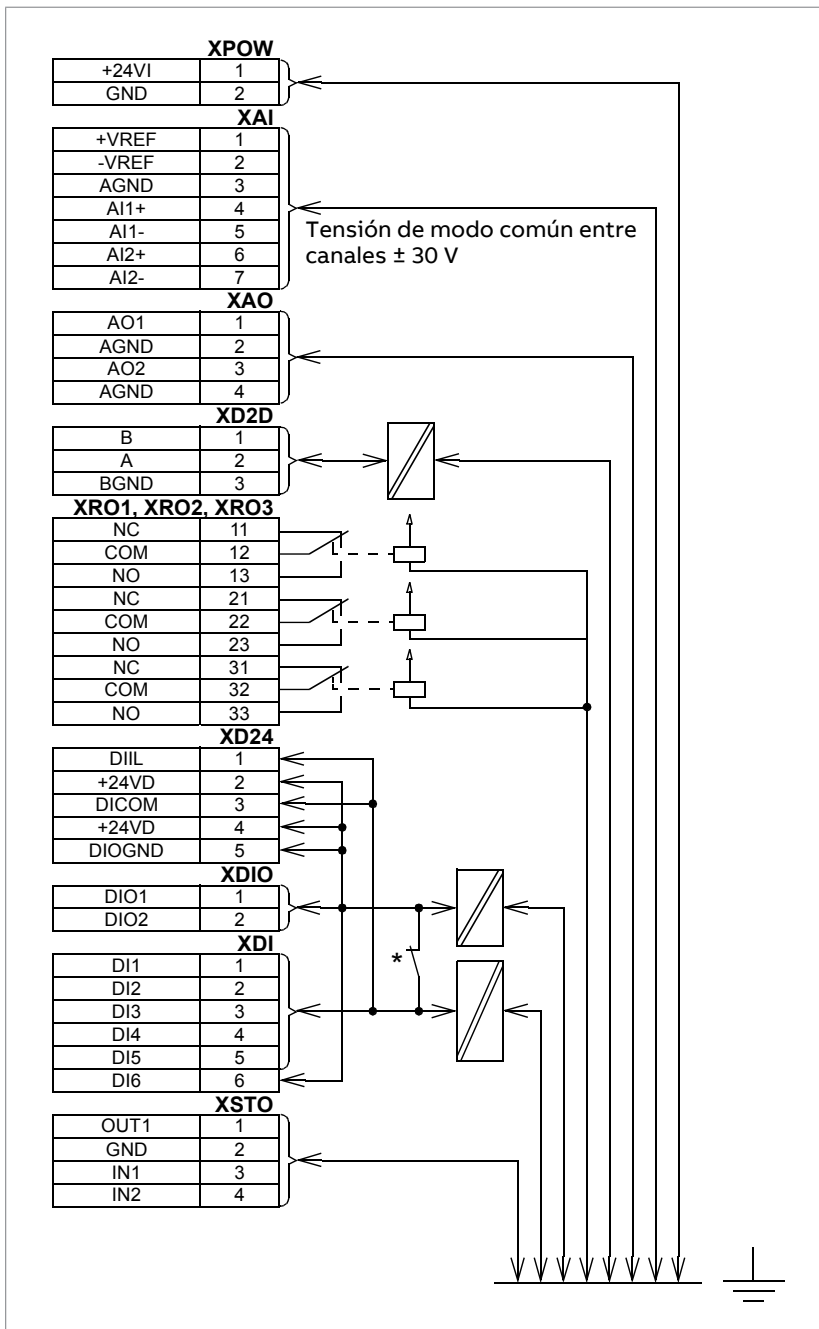 XPOW
+24VI 1
GND 2
XAI
+VREF 1
-VREF 2
AGND 3
AI1+ 4
AI1- 5
AI2+ 6
AI2- 7
Tensión de modo común entre
canales ± 30 V
XAO
AO1 1
AGND 2
AO2 3
AGND 4
XD2D
B 1
A 2
BGND 3
XRO1, XRO2, XRO3
NC 11
COM 12
NO 13
NC 21
COM 22
NO 23
NC 31
COM 32
NO 33
XD24
DIIL 1
+24VD 2
DICOM 3
+24VD 4
DIOGND 5
XDIO
DIO1 1
DIO2 2
XDI
DI1 1
DI2 2
DI3 3
DI4 4
DI5 5
DI6 6
*
XSTO
OUT1 1
GND 2
IN1 3
IN2 4